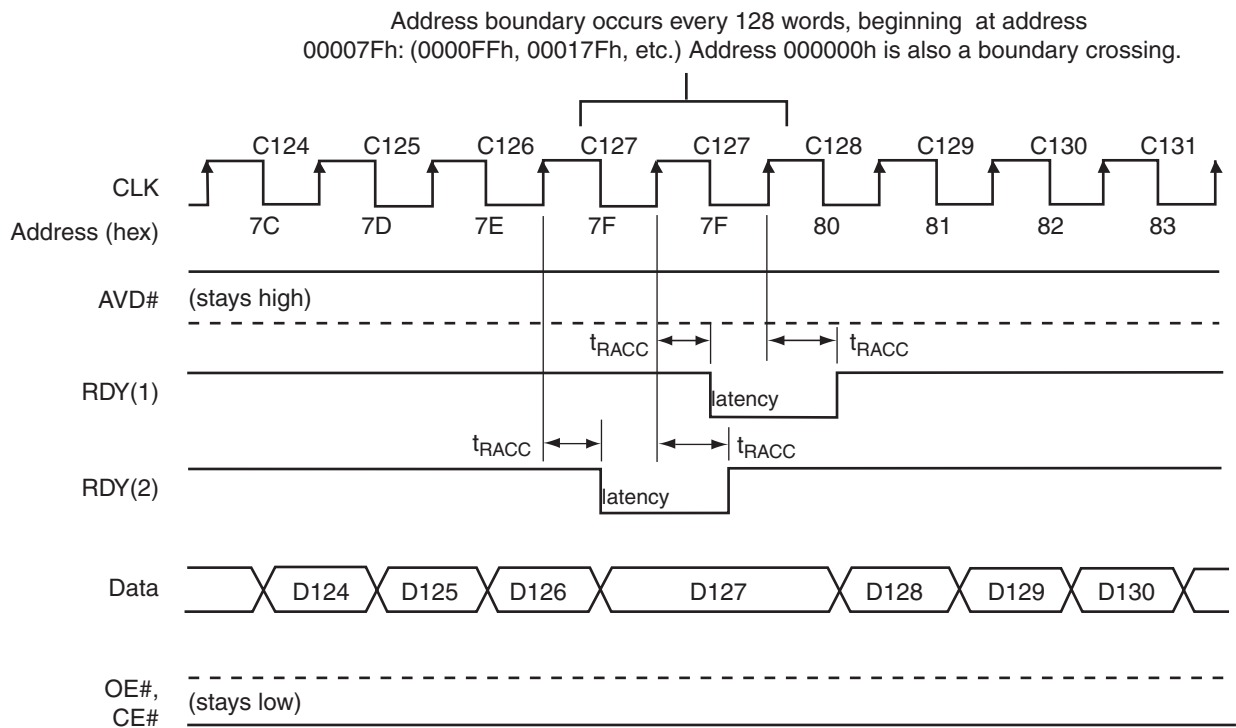 Address boundary occurs every 128 words, beginning at address
00007Fh: (0000FFh, 00017Fh, etc.) Address 000000h is also a boundary crossing.
C124 C125 C126 C127 C127 C128 C129 C130 C131
CLK
Address (hex) 7C 7D 7E 7F 7F 80 81 82 83
AVD# (stays high)
tRACC tRACC
RDY(1) latency
tRACC tRACC
RDY(2) latency
Data D124 D125 D126 D127 D128 D129 D130
OE#,
CE# (stays low)